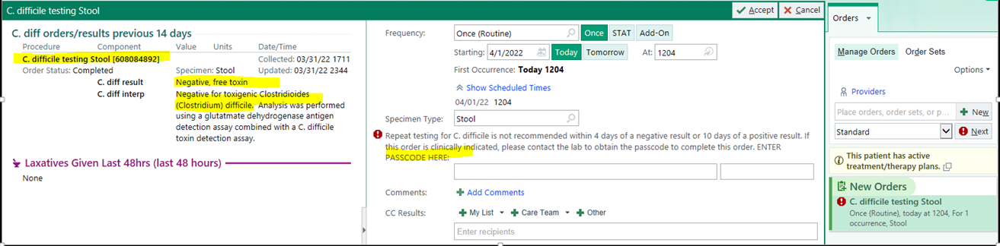 C. difficile testing Stool
Accept
Cancel
C. diff orders/results previous 14 days
Procedure Component Value Units Date/Time
C. difficile testing Stool [608084892] Collected: 03/31/22 1711
Order Status: Completed Specimen: Stool Updated: 03/31/22 2344
C. diff result Negative, free toxin
C. diff interp Negative for toxigenic Clostridioides
(Clostridium) difficile. Analysis was performed
using a glutatmate dehydrogenase antigen
detection assay combined with a C. difficile
toxin detection assay.
Laxatives Given Last 48hrs (last 48 hours)
None
Frequency: Once (Routine) Once STAT Add-On
Starting: 4/1/2022 Today Tomorrow At: 1204
First Occurrence: Today 1204
Show Scheduled Times
04/01/22 1204
Specimen Type: Stool
Repeat testing for C. difficile is not recommended within 4 days of a negative result or 10 days of a positive result. If
this order is clinically indicated, please contact the lab to obtain the passcode to complete this order. ENTER
PASSCODE HERE:
Comments: Add Comments
CC Results: My List Care Team Other
Enter recipients
Orders
Manage Orders Order Sets
Options
Providers
Place orders, order sets, or p... New
Standard Next
This patient has active
treatment/therapy plans.
New Orders
C. difficile testing Stool
Once (Routine), today at 1204, For 1
occurrence, Stool